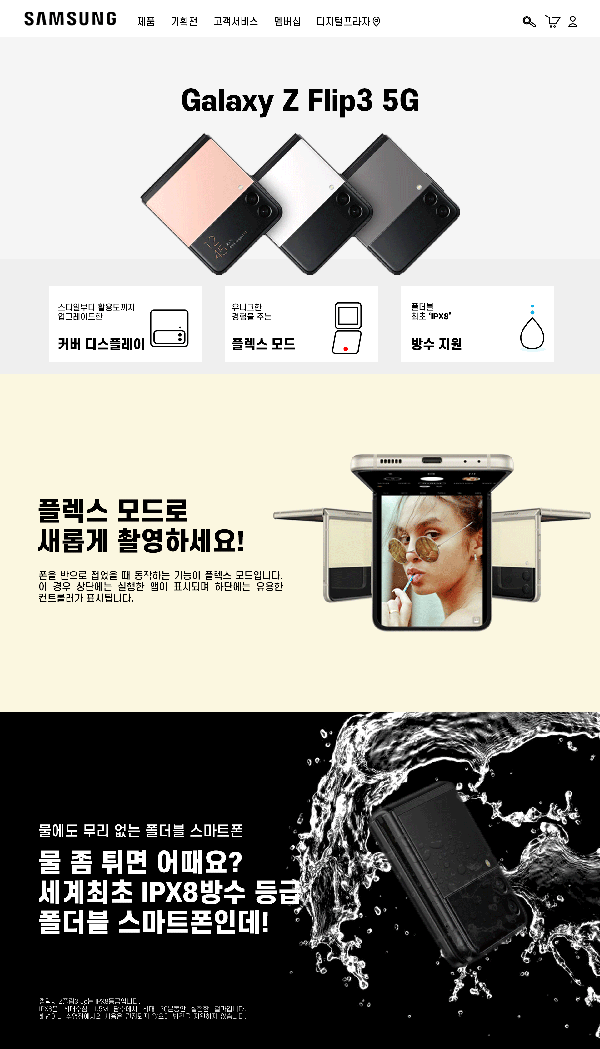 SAMSUNG
제품 기획전 고객서비스 멤버십 디지털프라자
Galaxy Z Flip3 5G
스타일부터 활용도까지
업그레이드한
커버 디스플레이
유니크한
경험을 주는
플렉스 모드
폴더블
최초 'IPX8'
방수 지원
플렉스 모드로
새롭게 촬영하세요!
폰을 반으로 접었을 때 동작하는 기능이 플렉스 모드입니다.
이 경우 상단에는 실행한 앱이 표시되며 하단에는 유용한
컨트롤러가 표시됩니다.
물에도 무리 없는 폴더블 스마트폰
물 좀 튀면 어때요?
세계최초 IPX8방수 등급
폴더블 스마트폰인데!